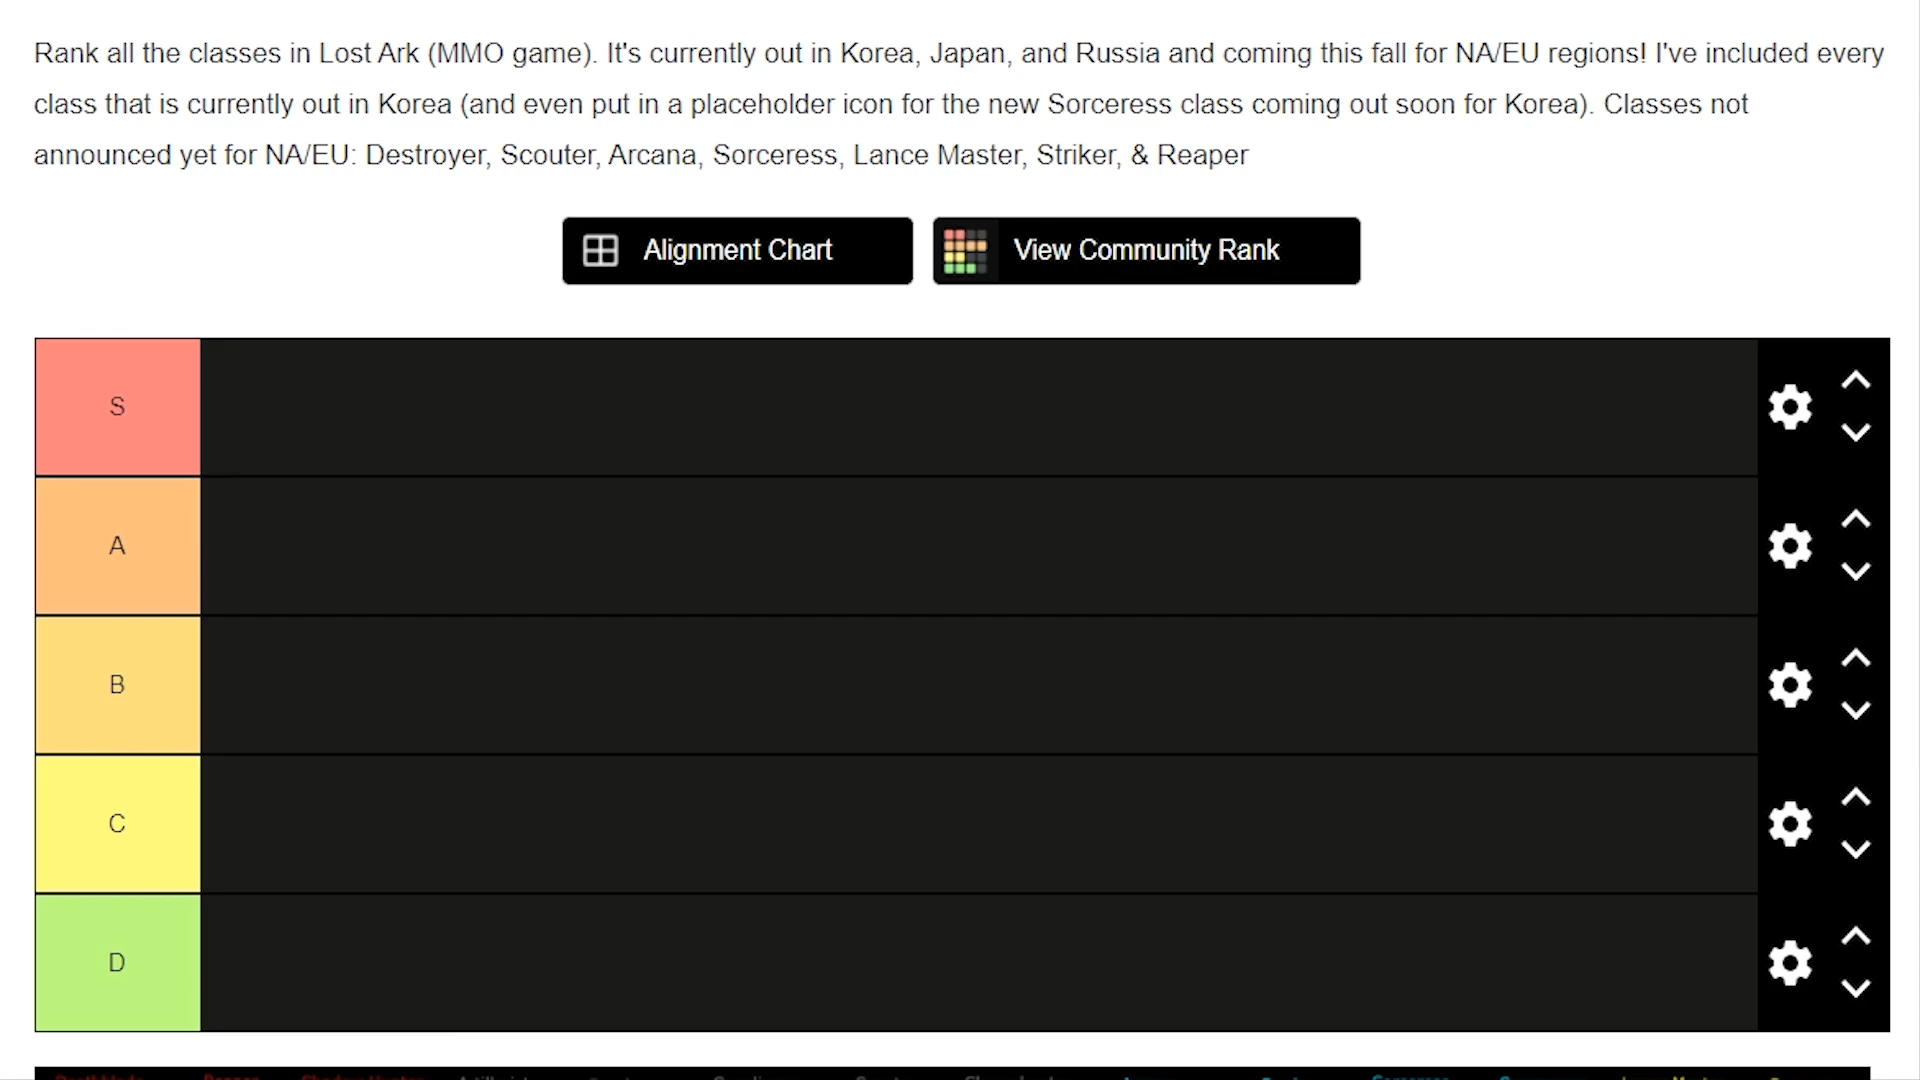 Rank all the classes in Lost Ark (MMO game). It's currently out in Korea, Japan, and Russia and coming this fall for NA/EU regions! I've included every
class that is currently out in Korea (and even put in a placeholder icon for the new Sorceress class coming out soon for Korea). Classes not
announced yet for NA/EU: Destroyer, Scouter, Arcana, Sorceress, Lance Master, Striker, & Reaper
Alignment Chart
View Community Rank
S
A
B
C
D